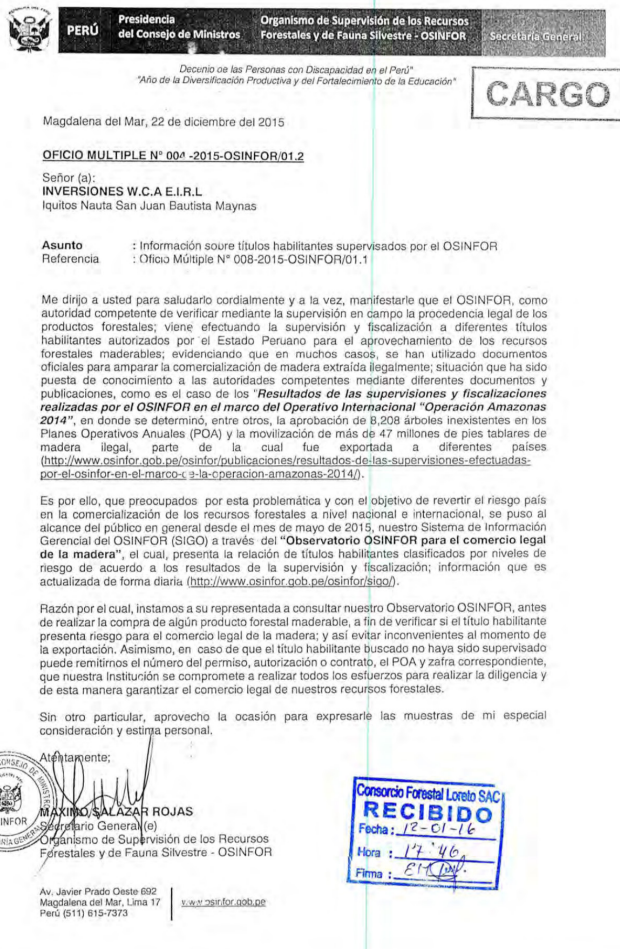 PERÚ
Presidencia
del Consejo de Ministros
Organismo de Supervisión de los Recursos
Forestales y de Fauna Silvestre - OSINFOR
Secretaría General
Decenio de las Personas con Discapacidad en el Perú"
"Año de la Diversificación Productiva y del Fortalecimiento de la Educación"
CARGO
Magdalena del Mar, 22 de diciembre del 2015
OFICIO MULTIPLE N° 004 -2015-OSINFOR/01.2
Señor (a):
INVERSIONES W.C.A E.I.R.L
Iquitos Nauta San Juan Bautista Maynas
Asunto : Información sobre títulos habilitantes supervisados por el OSINFOR
Referencia : Oficio Múltiple N° 008-2015-OSINFOR/01.1
Me dirijo a usted para saludarlo cordialmente y a la vez, manifestarle que el OSINFOR, como
autoridad competente de verificar mediante la supervisión en campo la procedencia legal de los
productos forestales; viene efectuando la supervisión y fiscalización a diferentes títulos
habilitantes autorizados por el Estado Peruano para el aprovechamiento de los recursos
forestales maderables; evidenciando que en muchos casos, se han utilizado documentos
oficiales para amparar la comercialización de madera extraída ilegalmente; situación que ha sido
puesta de conocimiento a las autoridades competentes mediante diferentes documentos y
publicaciones, como es el caso de los "Resultados de las supervisiones y fiscalizaciones
realizadas por el OSINFOR en el marco del Operativo Internacional "Operación Amazonas
2014", en donde se determinó, entre otros, la aprobación de 8,208 árboles inexistentes en los
Planes Operativos Anuales (POA) y la movilización de más de 47 millones de pies tablares de
madera ilegal, parte de la cual fue exportada a diferentes países
(http://www.osinfor.gob.pe/osinfor/publicaciones/resultados-de-las-supervisiones-efectuadas-
por-el-osinfor-en-el-marco-de-la-operacion-amazonas-2014/).
Es por ello, que preocupados por esta problemática y con el objetivo de revertir el riesgo país
en la comercialización de los recursos forestales a nivel nacional e internacional, se puso al
alcance del público en general desde el mes de mayo de 2015, nuestro Sistema de Información
Gerencial del OSINFOR (SIGO) a través del "Observatorio OSINFOR para el comercio legal
de la madera", el cual, presenta la relación de títulos habilitantes clasificados por niveles de
riesgo de acuerdo a los resultados de la supervisión y fiscalización; información que es
actualizada de forma diaria (http://www.osinfor.gob.pe/osinfor/sigo/).
Razón por el cual, instamos a su representada a consultar nuestro Observatorio OSINFOR, antes
de realizar la compra de algún producto forestal maderable, a fin de verificar si el título habilitante
presenta riesgo para el comercio legal de la madera; y así evitar inconvenientes al momento de
la exportación. Asimismo, en caso de que el título habilitante buscado no haya sido supervisado
puede remitirnos el número del permiso, autorización o contrato, el POA y zafra correspondiente,
que nuestra Institución se compromete a realizar todos los esfuerzos para realizar la diligencia y
de esta manera garantizar el comercio legal de nuestros recursos forestales.
Sin otro particular, aprovecho la ocasión para expresarle las muestras de mi especial
consideración y estima personal.
Atentamente;
MAXIMO SALAZAR ROJAS
Secretario General (e)
Organismo de Supervisión de los Recursos
Forestales y de Fauna Silvestre - OSINFOR
Consorcio Forestal Loreto SAC
RECIBIDO
Fecha: 12-01-16
Hora: 17:46
Firma:
Av. Javier Prado Oeste 692
Magdalena del Mar, Lima 17
Perú (511) 615-7373
www.osinfor.gob.pe